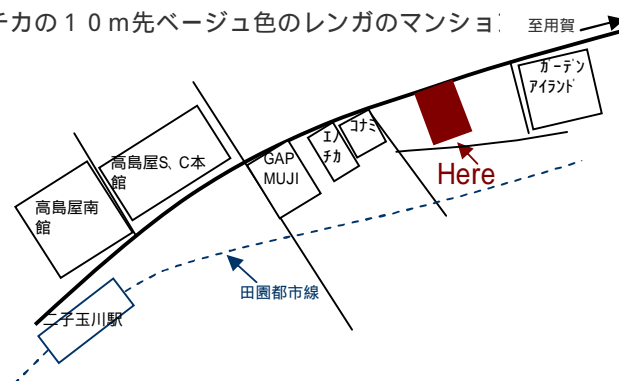 チカの１０ｍ先ベージュ色のレンガのマンション
至用賀
ガーデン
アイランド
コナミ
エノ
チカ
高島屋S、C本
館
GAP
MUJI
Here
高島屋南
館
田園都市線
二子玉川駅